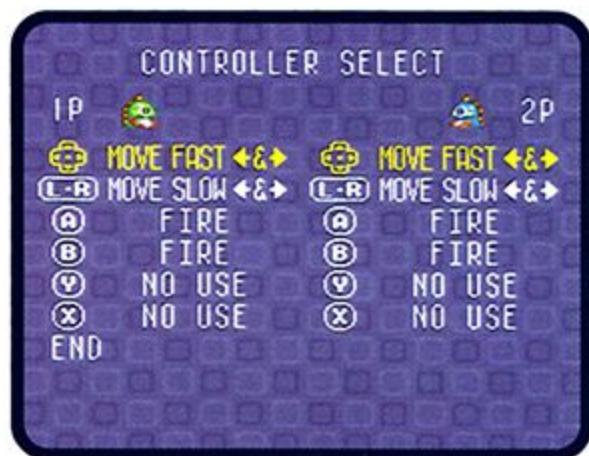 CONTROLLER SELECT
1P 2P
MOVE FAST ←&→ MOVE FAST ←&→
L-R MOVE SLOW ←&→ L-R MOVE SLOW ←&→
A FIRE A FIRE
B FIRE B FIRE
Y NO USE Y NO USE
X NO USE X NO USE
END